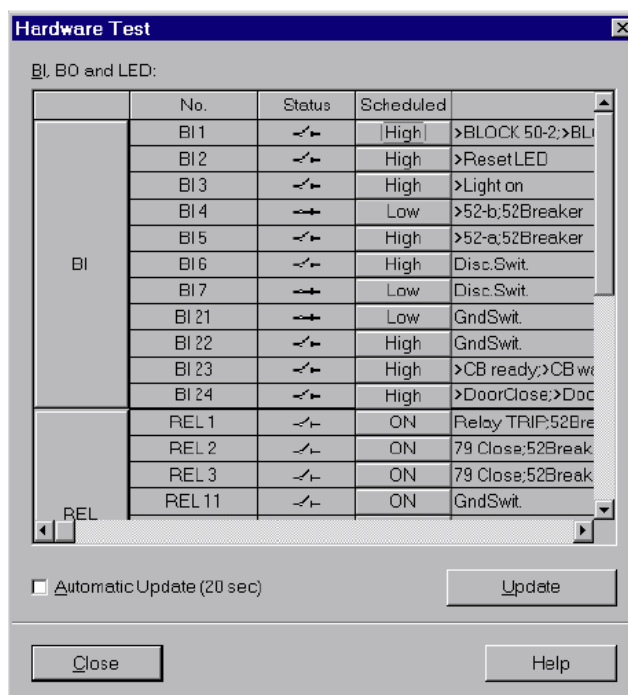 Hardware Test
BI, BO and LED:
No. Status Scheduled
BI BI 1 High >BLOCK 50-2;>BLO
BI 2 High >Reset LED
BI 3 High >Light on
BI 4 Low >52-b;52Breaker
BI 5 High >52-a;52Breaker
BI 6 High Disc.Swit.
BI 7 Low Disc.Swit.
BI 21 Low GndSwit.
BI 22 High GndSwit.
BI 23 High >CB ready;>CB wa
BI 24 High >DoorClose;>Doo
REL REL 1 ON Relay TRIP;52Bre
REL 2 ON 79 Close;52Break
REL 3 ON 79 Close;52Break
REL 11 ON GndSwit.
Automatic Update (20 sec) Update
Close Help